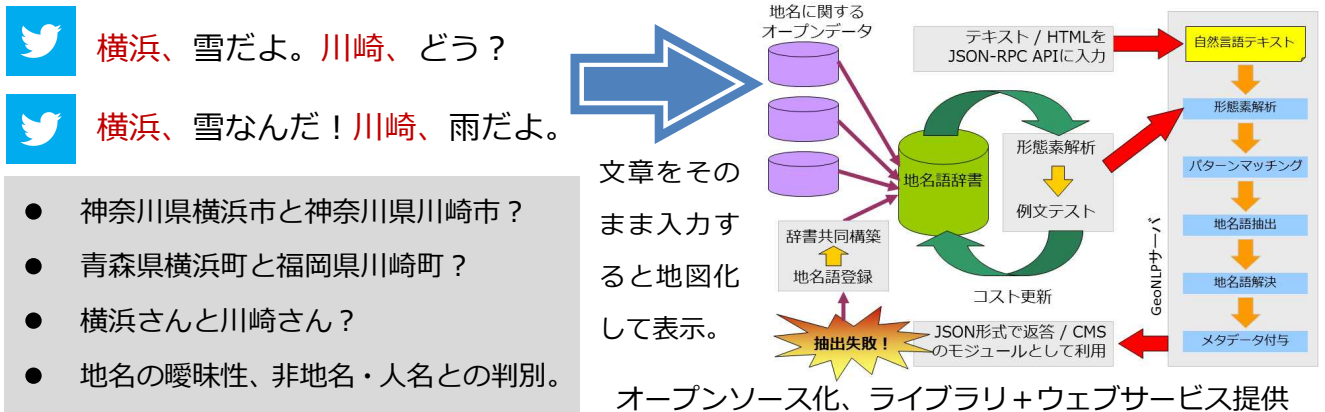 横浜、雪だよ。川崎、どう？
横浜、雪なんだ！川崎、雨だよ。
● 神奈川県横浜市と神奈川県川崎市？
● 青森県横浜町と福岡県川崎町？
● 横浜さんと川崎さん？
● 地名の曖昧性、非地名・人名との判別。
文章をその
まま入力す
ると地図化
して表示。
地名に関する
オープンデータ
テキスト / HTMLを
JSON-RPC APIに入力
自然言語テキスト
形態素解析
パターンマッチング
地名語抽出
地名語解決
メタデータ付与
GeoNLPサーバ
地名語辞書
形態素解析
例文テスト
辞書共同構築
地名語登録
コスト更新
抽出失敗！
JSON形式で返答 / CMS
のモジュールとして利用
オープンソース化、ライブラリ＋ウェブサービス提供